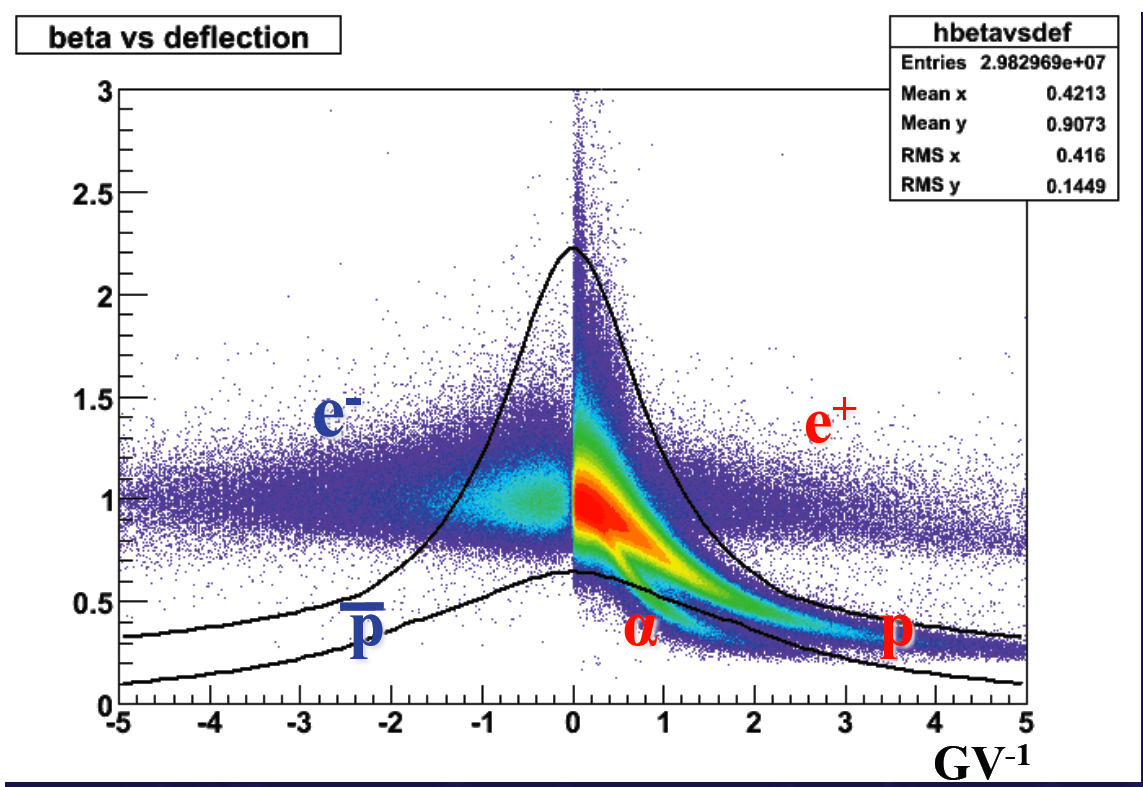 beta vs deflection
hbetavsdef
Entries 2.982969e+07
Mean x 0.4213
Mean y 0.9073
RMS x 0.416
RMS y 0.1449
3
2.5
2
1.5
1
0.5
0
e-
e+
p̅
α
p
-5 -4 -3 -2 -1 0 1 2 3 4 5
GV-1